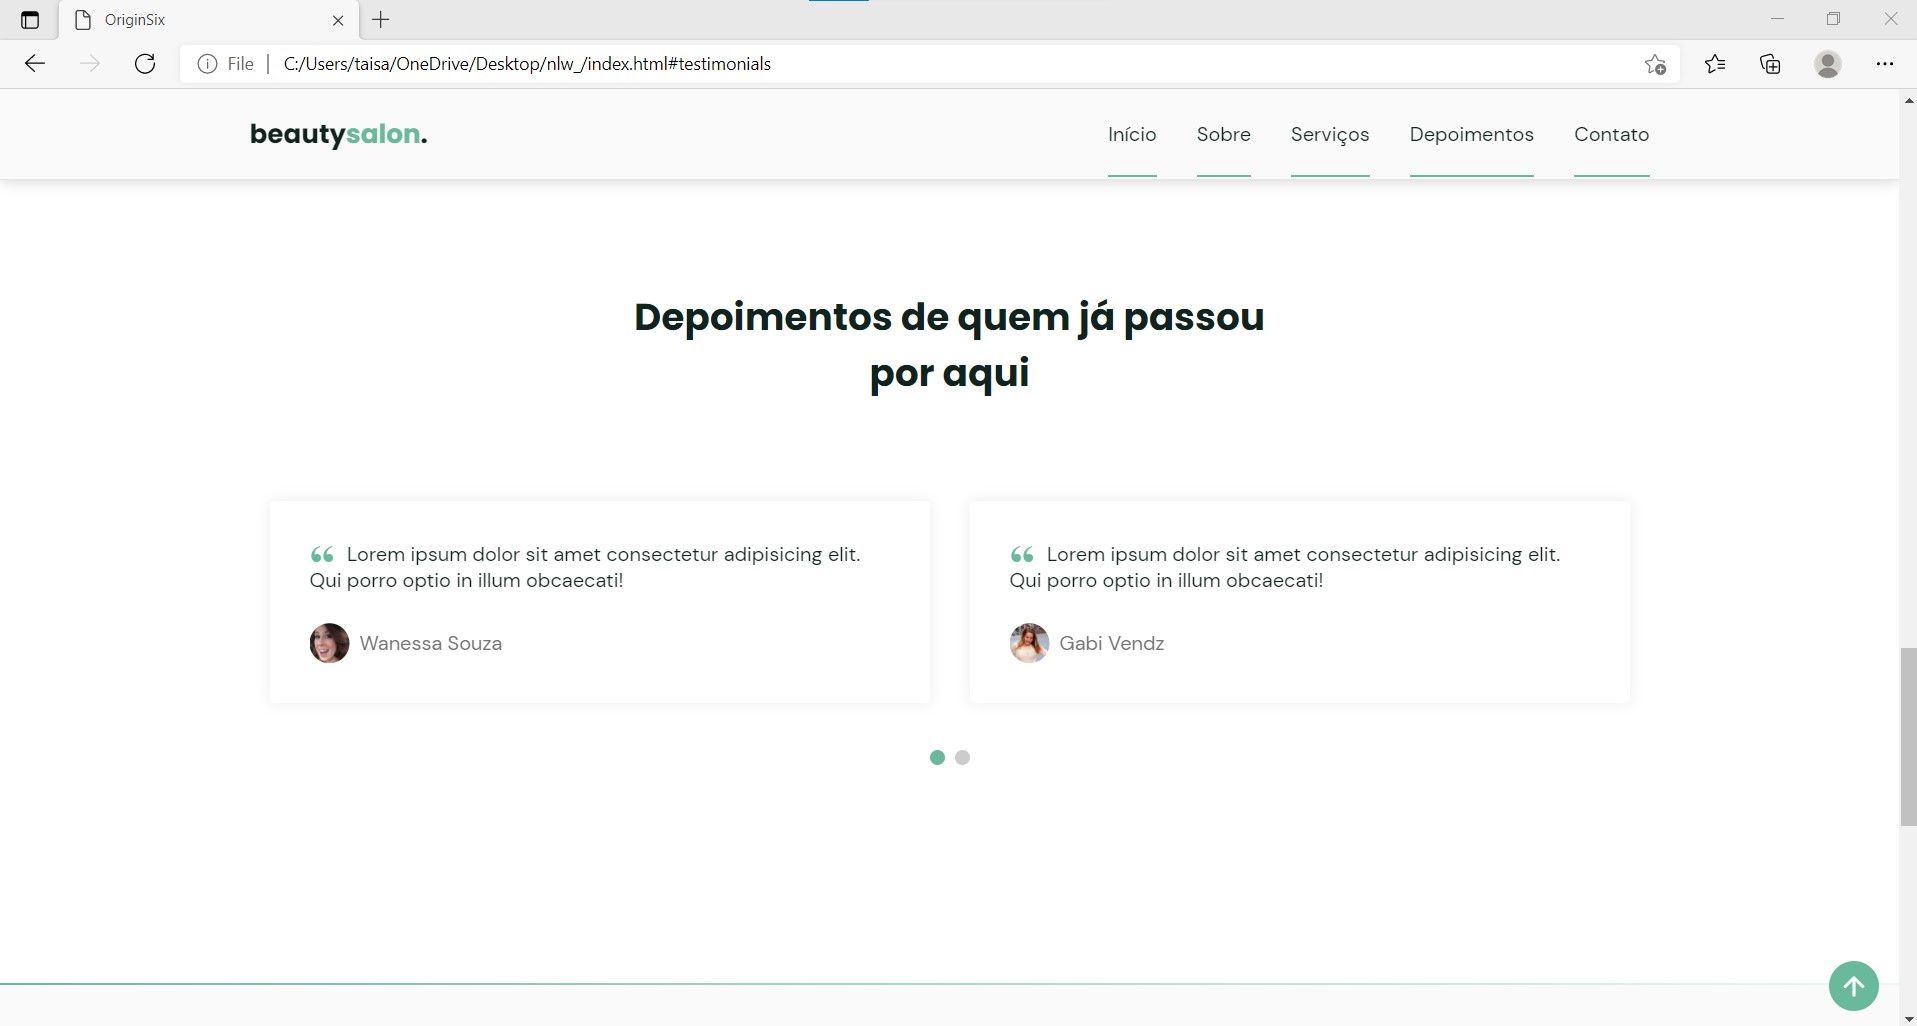 OriginSix
File C:/Users/taisa/OneDrive/Desktop/nlw_/index.html#testimonials
beautysalon. Início Sobre Serviços Depoimentos Contato
Depoimentos de quem já passou
por aqui
“ Lorem ipsum dolor sit amet consectetur adipisicing elit.
Qui porro optio in illum obcaecati!
Wanessa Souza
“ Lorem ipsum dolor sit amet consectetur adipisicing elit.
Qui porro optio in illum obcaecati!
Gabi Vendz